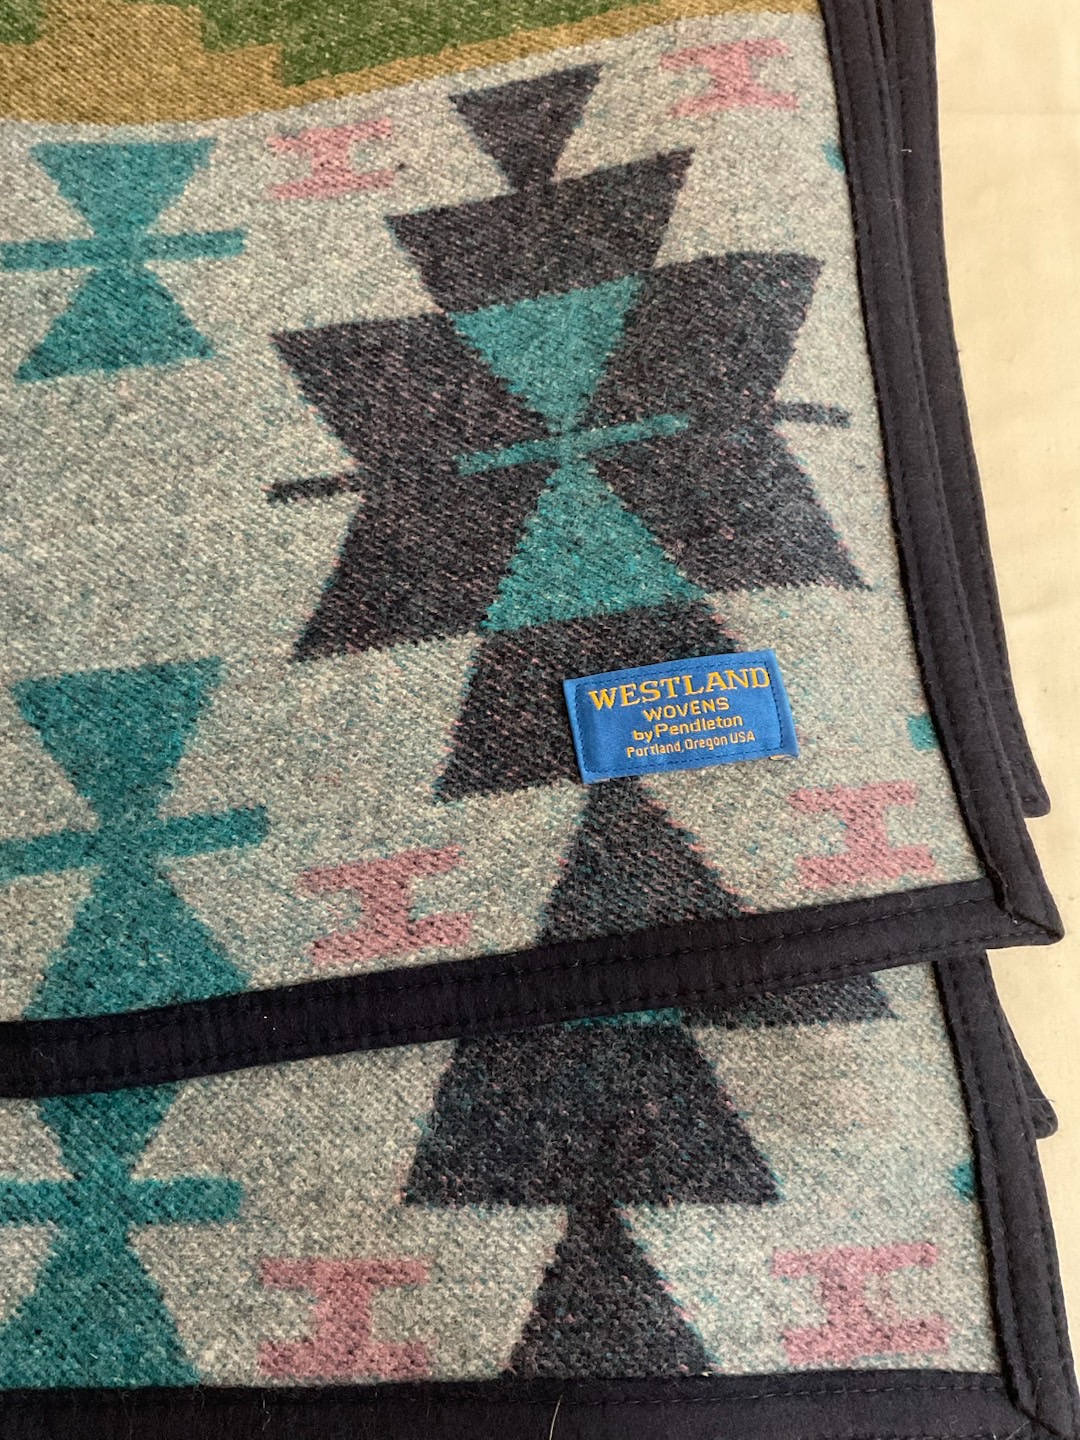 WESTLAND
WOVENS
by Pendleton
Portland, Oregon USA